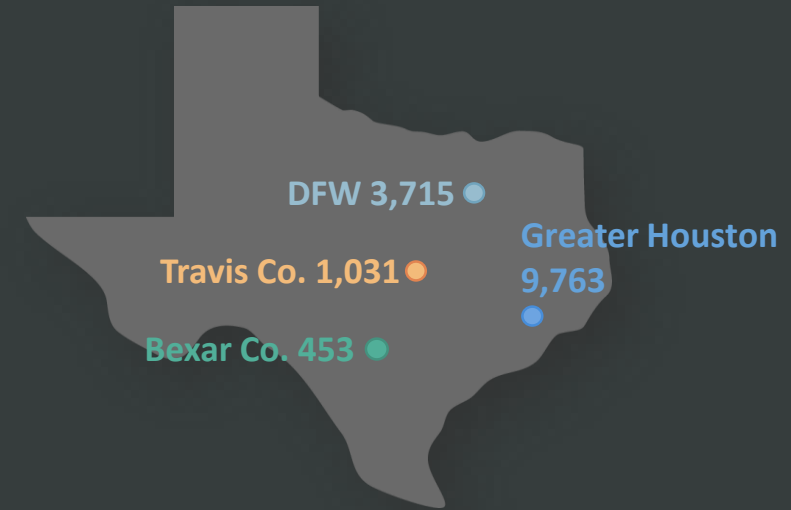 DFW 3,715
Greater Houston
9,763
Travis Co. 1,031
Bexar Co. 453